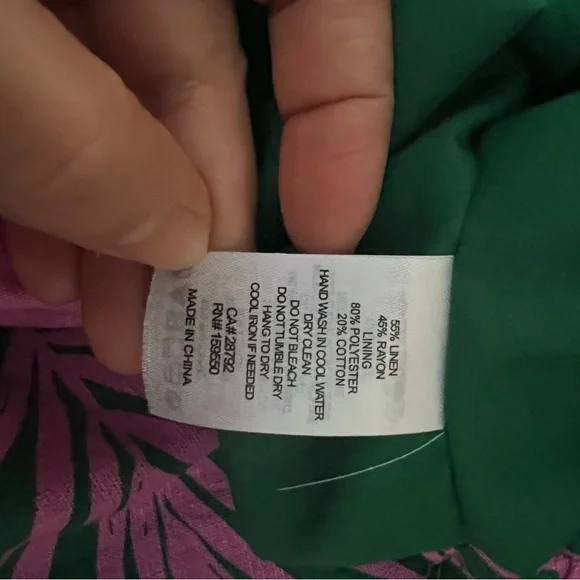 55% LINEN
45% RAYON
LINING
80% POLYESTER
20% COTTON
HAND WASH IN COOL WATER
DRY CLEAN
DO NOT BLEACH
DO NOT TUMBLE DRY
HANG TO DRY
COOL IRON IF NEEDED
CA# 28792
RN# 153550
MADE IN CHINA